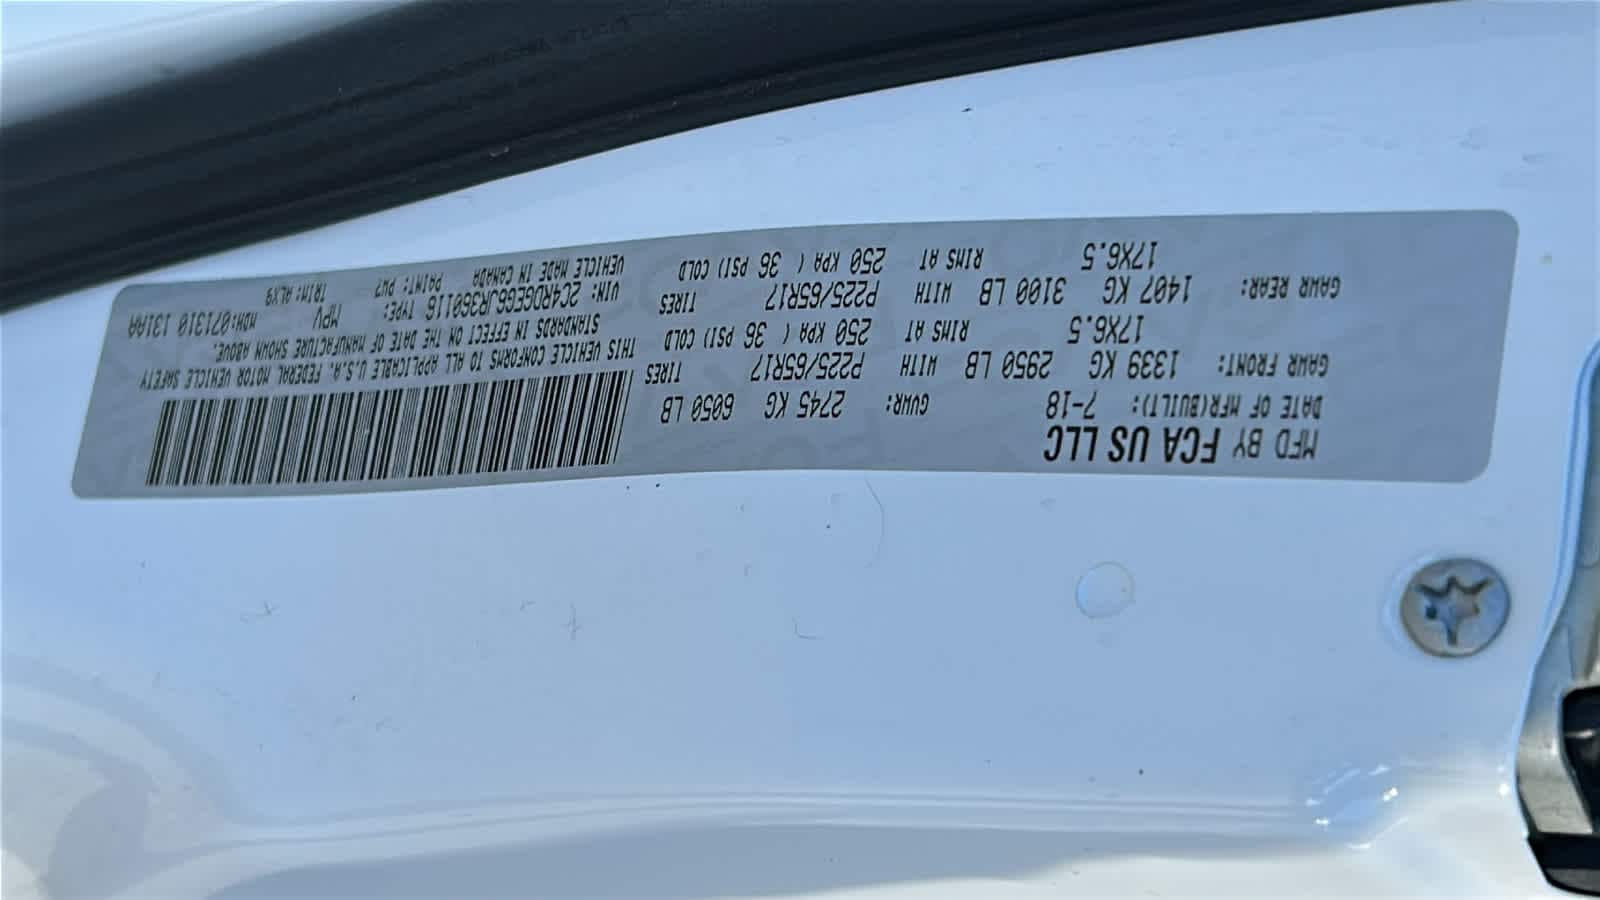 MFD BY FCA US LLC
DATE OF MFR(BUILT): 7-18 GVWR: 2745 KG 6050 LB
GAWR FRONT: 1339 KG 2950 LB WITH P225/65R17 TIRES
17X6.5 RIMS AT 250 KPA ( 36 PSI) COLD
GAWR REAR: 1407 KG 3100 LB WITH P225/65R17 TIRES
17X6.5 RIMS AT 250 KPA ( 36 PSI) COLD
THIS VEHICLE CONFORMS TO ALL APPLICABLE U.S.A. FEDERAL MOTOR VEHICLE SAFETY
STANDARDS IN EFFECT ON THE DATE OF MANUFACTURE SHOWN ABOVE.
VIN: 2C4RDGEG6JR360116 TYPE: MPV MDH:071310 131AA
VEHICLE MADE IN CANADA PAINT: PW7 TRIM:ALX9